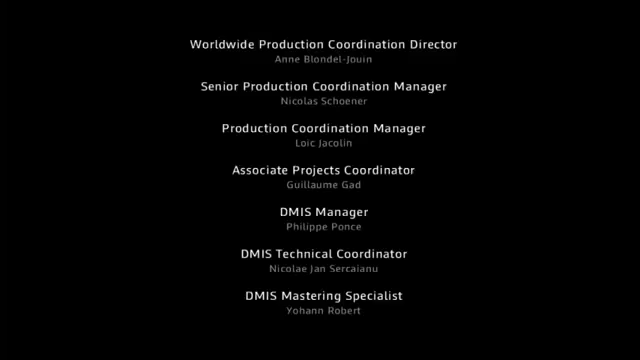 Worldwide Production Coordination Director
Anne Blondel-Jouin
Senior Production Coordination Manager
Nicolas Schoener
Production Coordination Manager
Loic Jacolin
Associate Projects Coordinator
Guillaume Gad
DMIS Manager
Philippe Ponce
DMIS Technical Coordinator
Nicolae Jan Sercaianu
DMIS Mastering Specialist
Yohann Robert